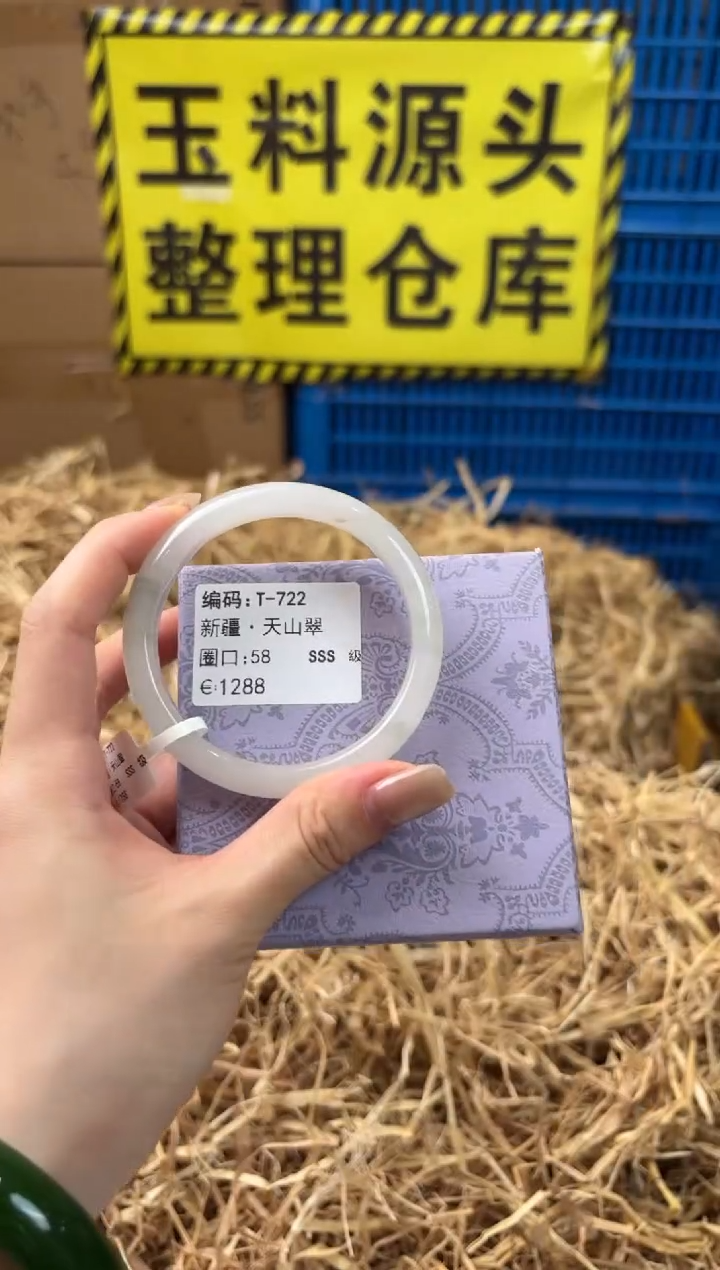 玉料源头
整理仓库
编码:T-722
新疆·天山翠
圈口:58 SSS 级
€:1288